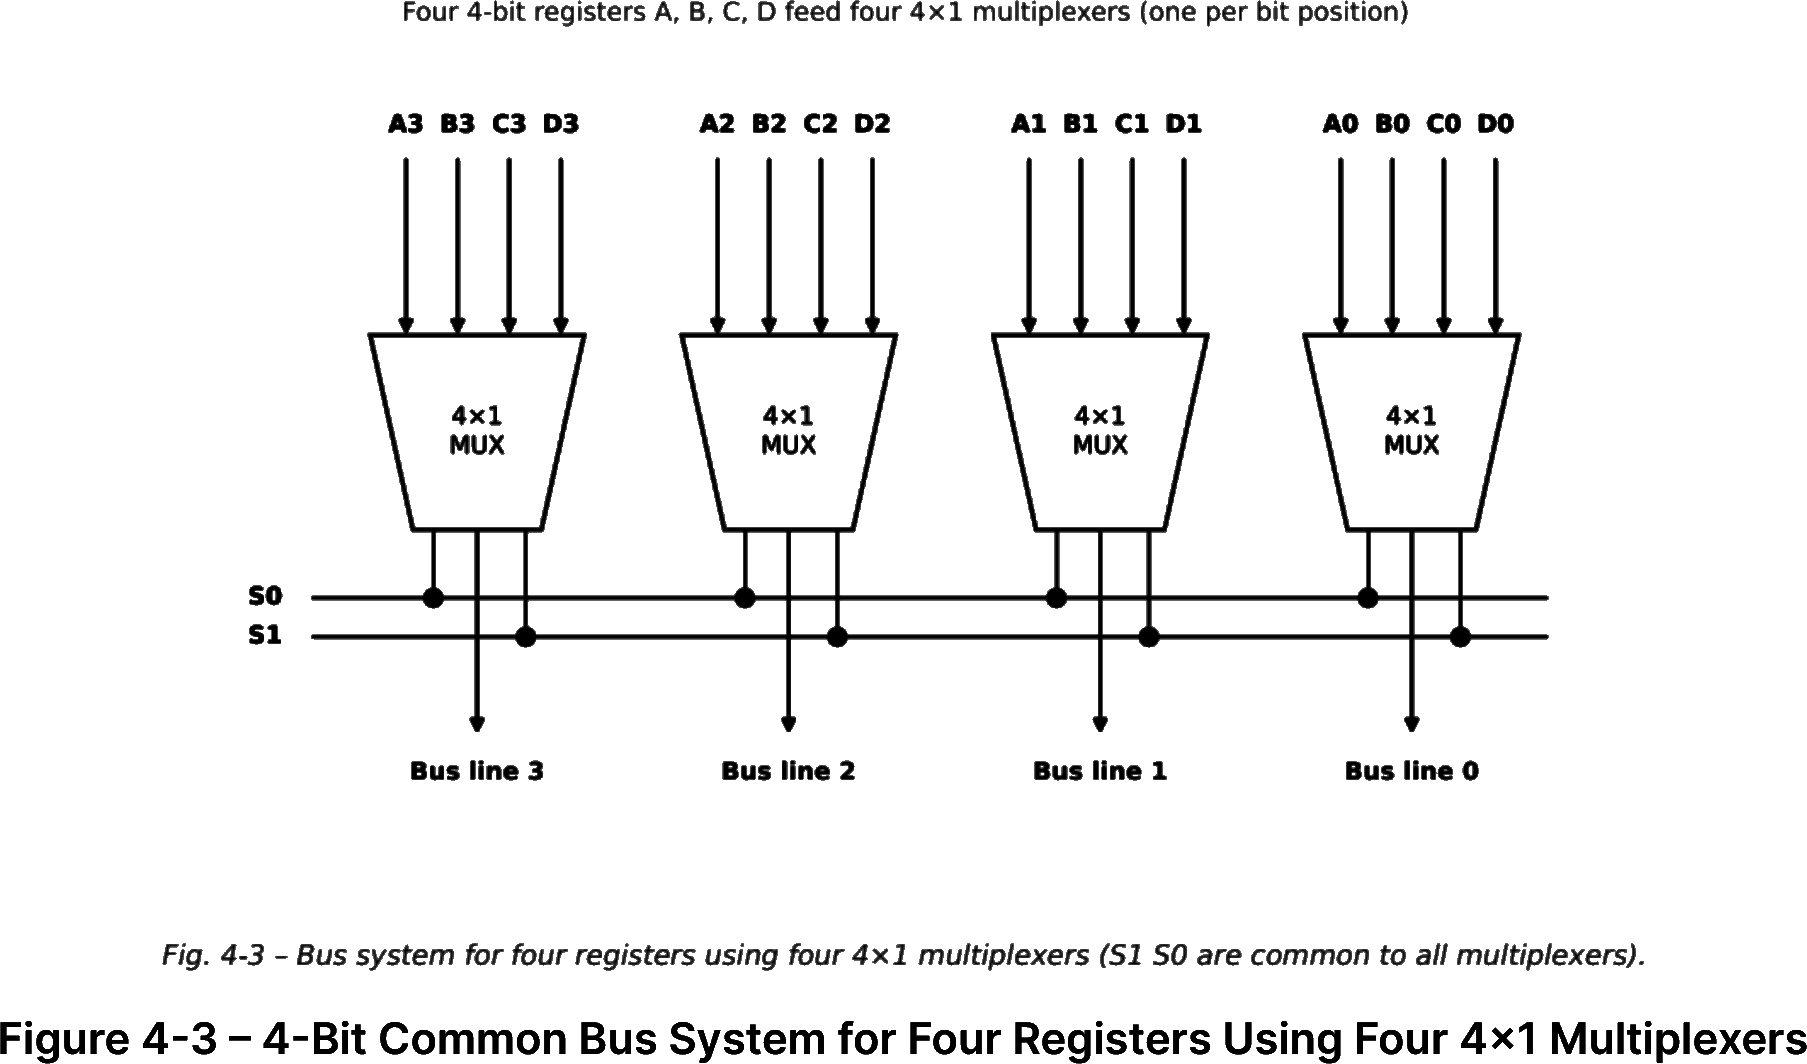 Four 4-bit registers A, B, C, D feed four 4×1 multiplexers (one per bit position)
A3 B3 C3 D3 A2 B2 C2 D2 A1 B1 C1 D1 A0 B0 C0 D0
4×1 4×1 4×1 4×1
MUX MUX MUX MUX
S0
S1
Bus line 3 Bus line 2 Bus line 1 Bus line 0
Fig. 4-3 – Bus system for four registers using four 4×1 multiplexers (S1 S0 are common to all multiplexers).
Figure 4-3 – 4-Bit Common Bus System for Four Registers Using Four 4×1 Multiplexers